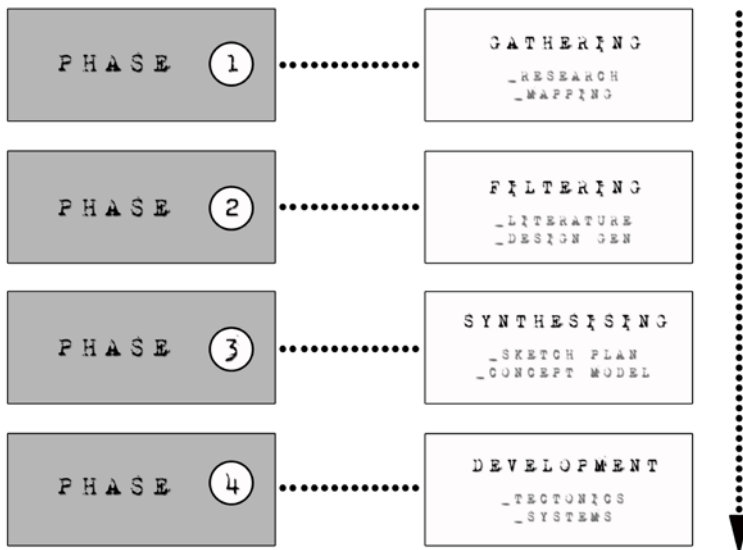 PHASE 1
GATHERING
_RESEARCH
_MAPPING
PHASE 2
FILTERING
_LITERATURE
_DESIGN GEN
PHASE 3
SYNTHESISING
_SKETCH PLAN
_CONCEPT MODEL
PHASE 4
DEVELOPMENT
_TECTONICS
_SYSTEMS